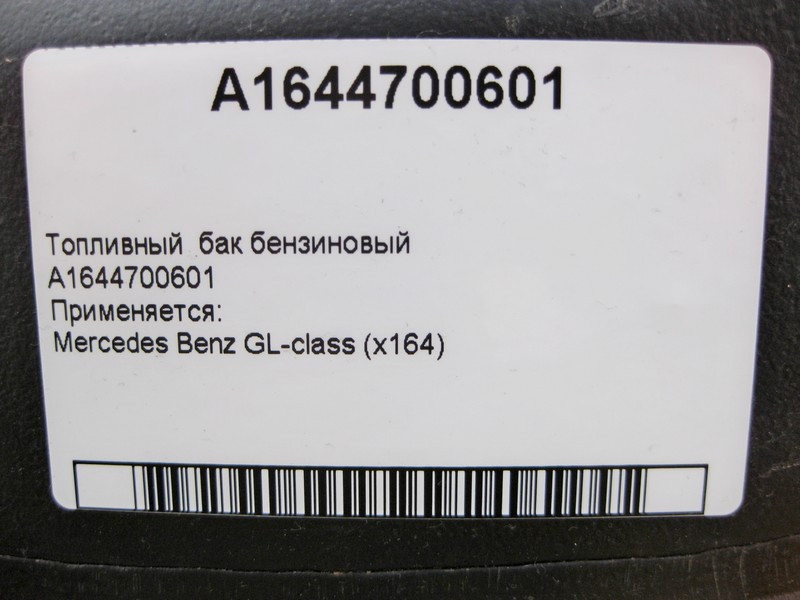 A1644700601
Топливный бак бензиновый
A1644700601
Применяется:
Mercedes Benz GL-class (x164)